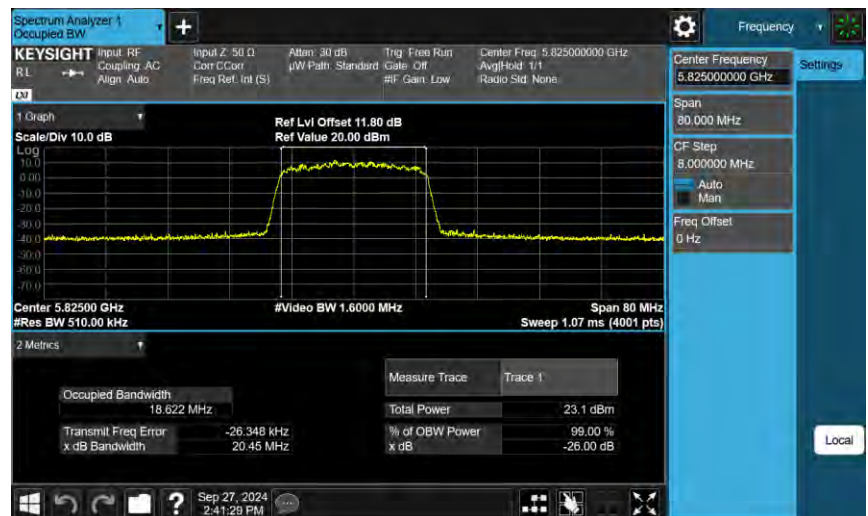 Spectrum Analyzer 1
Occupied BW
+
Frequency
KEYSIGHT
RL
LXI
Input: RF
Coupling: AC
Align: Auto
Input Z: 50 Ω
Corr CCorr
Freq Ref: Int (S)
Atten: 30 dB
µW Path: Standard
Trig: Free Run
Gate: Off
#IF Gain: Low
Center Freq: 5.825000000 GHz
Avg|Hold: 1/1
Radio Std: None
Center Frequency
5.825000000 GHz
Settings
Span
80.000 MHz
CF Step
8.000000 MHz
Auto
Man
Freq Offset
0 Hz
1 Graph
Scale/Div 10.0 dB
Ref Lvl Offset 11.80 dB
Ref Value 20.00 dBm
Log
10.0
0.00
-10.0
-20.0
-30.0
-40.0
-50.0
-60.0
-70.0
Center 5.82500 GHz
#Video BW 1.6000 MHz
Span 80 MHz
#Res BW 510.00 kHz
Sweep 1.07 ms (4001 pts)
2 Metrics
Measure Trace Trace 1
Occupied Bandwidth
18.622 MHz
Total Power 23.1 dBm
Transmit Freq Error -26.348 kHz
% of OBW Power 99.00 %
x dB Bandwidth 20.45 MHz
x dB -26.00 dB
Local
?
Sep 27, 2024
2:41:29 PM